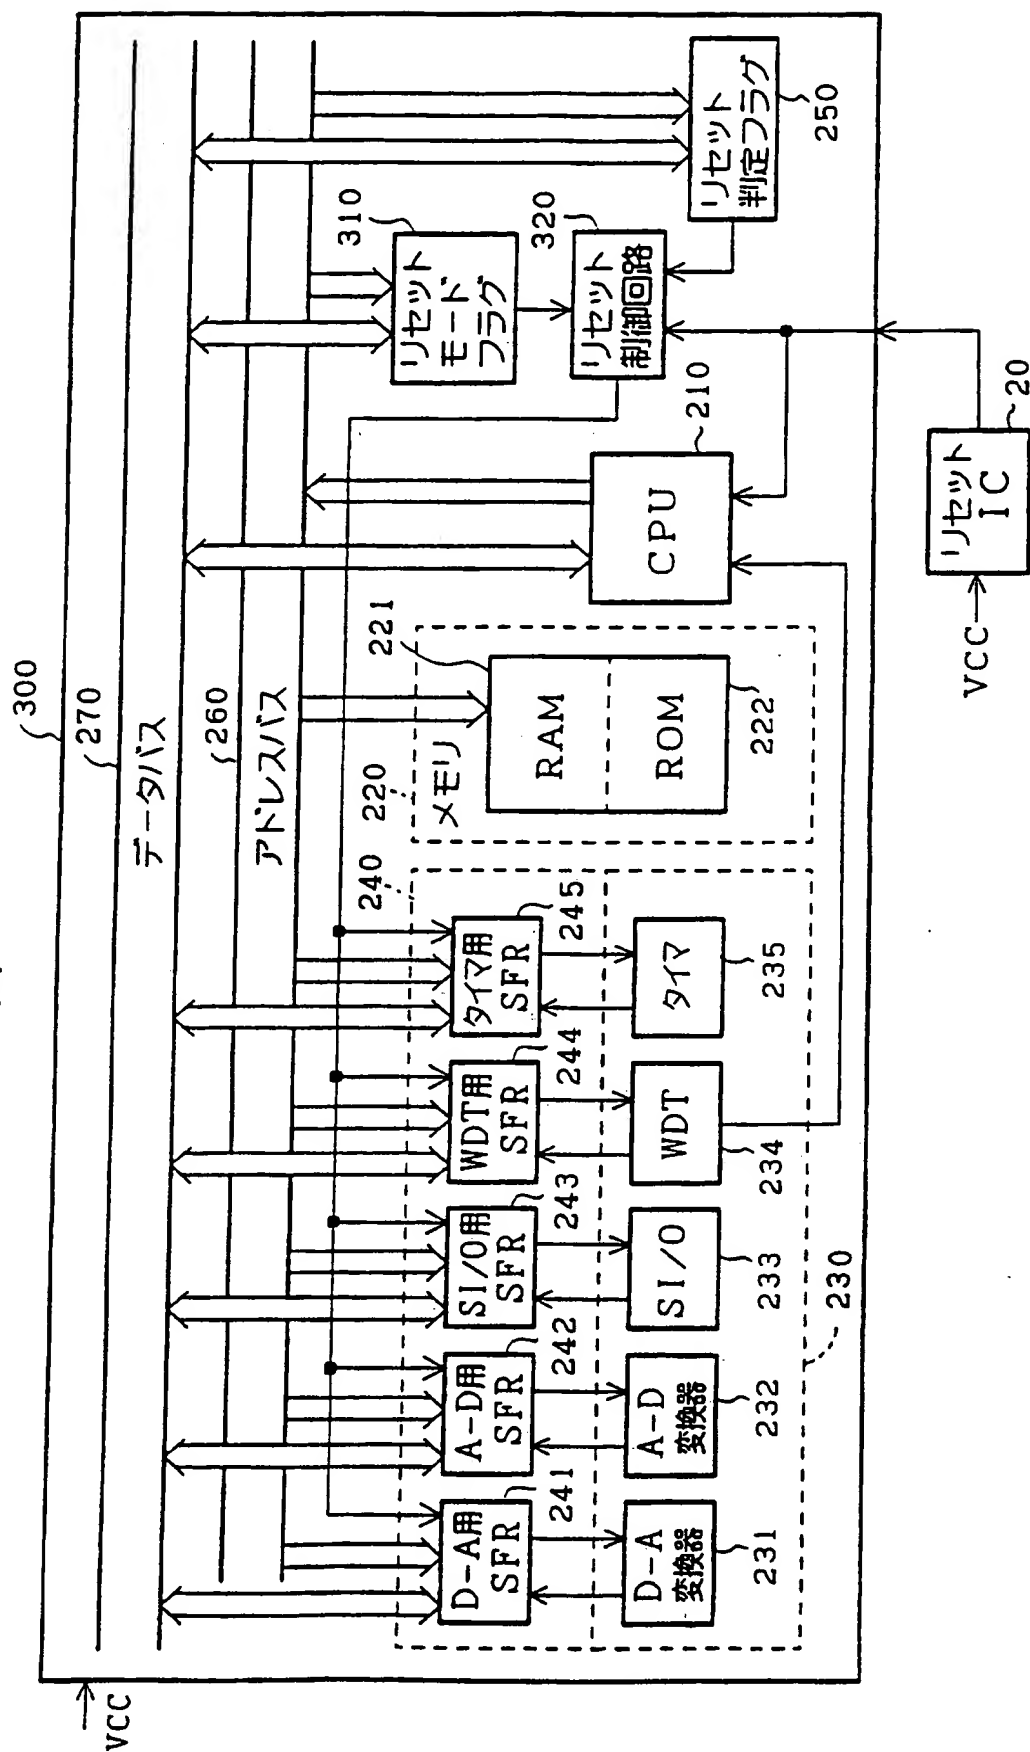 300
270
データバス
260
アドレスバス
VCC
240
220
メモリ
310
リセット
モード
フラグ
320
リセット
制御回路
リセット
判定フラグ
250
D-A用
SFR
241
A-D用
SFR
242
SI/O用
SFR
243
WDT用
SFR
244
タイマ用
SFR
245
RAM
221
ROM
222
CPU
210
D-A
変換器
231
A-D
変換器
232
SI/O
233
WDT
234
タイマ
235
230
VCC
リセット
IC
20